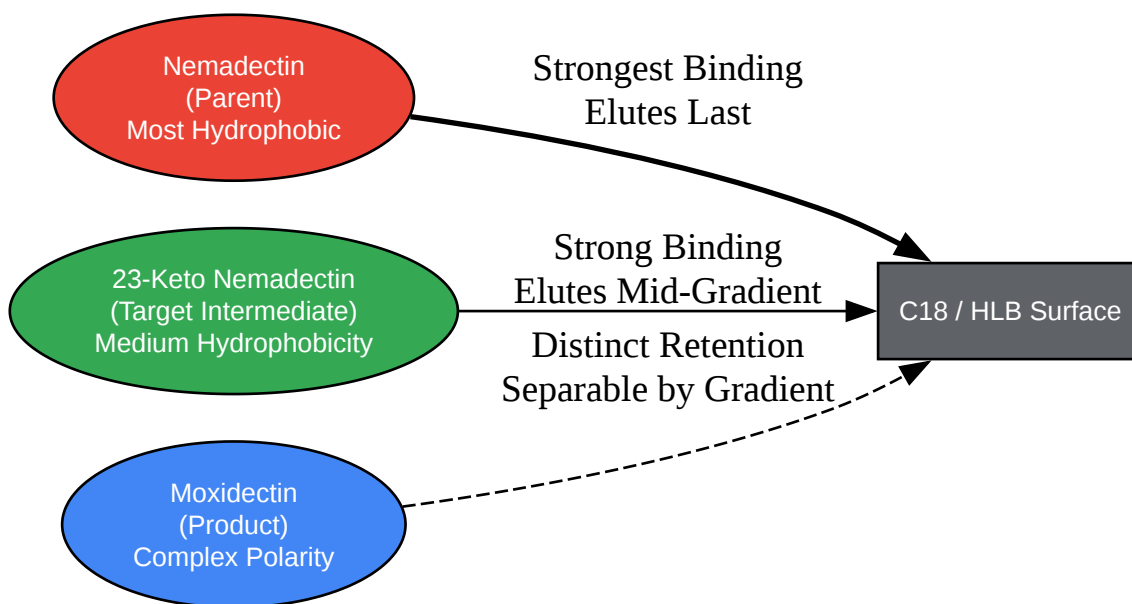 Nemadectin
(Parent)
Most Hydrophobic
Strongest Binding
Elutes Last
23-Keto Nemadectin
(Target Intermediate)
Medium Hydrophobicity
Strong Binding
Elutes Mid-Gradient
C18 / HLB Surface
Distinct Retention
Separable by Gradient
Moxidectin
(Product)
Complex Polarity